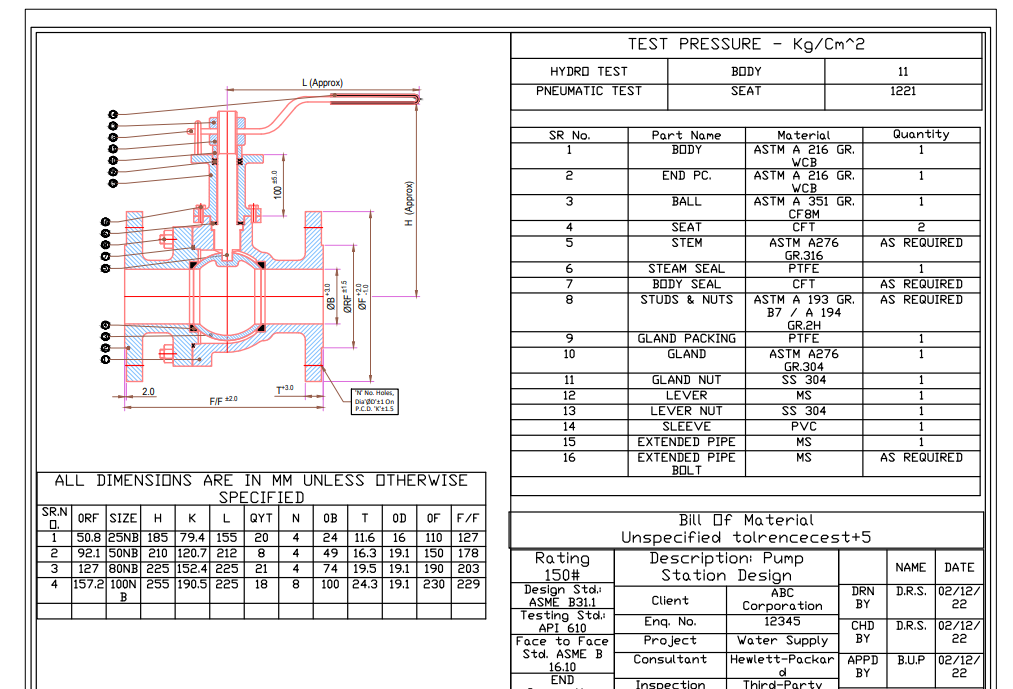 L (Approx)
100 ±5.0
H (Approx)
ØB+3.0
ØRF±1.5
ØF+2.0 -1.0
2.0
T+3.0
F/F ±2.0
'N' No. Holes,
Dia'ØD'±1 On
P.C.D. 'K'±1.5
ALL DIMENSIONS ARE IN MM UNLESS OTHERWISE
SPECIFIED
SR.NO. ØRF SIZE H K L QYT N ØB T ØD ØF F/F
1 50.8 25NB 185 79.4 155 20 4 24 11.6 16 110 127
2 92.1 50NB 210 120.7 212 8 4 49 16.3 19.1 150 178
3 127 80NB 225 152.4 225 21 4 74 19.5 19.1 190 203
4 157.2 100NB 255 190.5 225 18 8 100 24.3 19.1 230 229
TEST PRESSURE - Kg/Cm^2
HYDRO TEST BODY 11
PNEUMATIC TEST SEAT 1221
SR No. Part Name Material Quantity
1 BODY ASTM A 216 GR. WCB 1
2 END PC. ASTM A 216 GR. WCB 1
3 BALL ASTM A 351 GR. CF8M 1
4 SEAT CFT 2
5 STEM ASTM A276 GR.316 AS REQUIRED
6 STEAM SEAL PTFE 1
7 BODY SEAL CFT AS REQUIRED
8 STUDS & NUTS ASTM A 193 GR. B7 / A 194 GR.2H AS REQUIRED
9 GLAND PACKING PTFE 1
10 GLAND ASTM A276 GR.304 1
11 GLAND NUT SS 304 1
12 LEVER MS 1
13 LEVER NUT SS 304 1
14 SLEEVE PVC 1
15 EXTENDED PIPE MS 1
16 EXTENDED PIPE BOLT MS AS REQUIRED
Bill Of Material
Unspecified tolrencecest+5
Rating
150#
Design Std.:
ASME B31.1
Testing Std.:
API 610
Face to Face
Std. ASME B
16.10
END
Description: Pump
Station Design
Client ABC Corporation
Enq. No. 12345
Project Water Supply
Consultant Hewlett-Packard
Inspection Third-Party
NAME DATE
DRN BY D.R.S. 02/12/22
CHD BY D.R.S. 02/12/22
APPD BY B.U.P 02/12/22